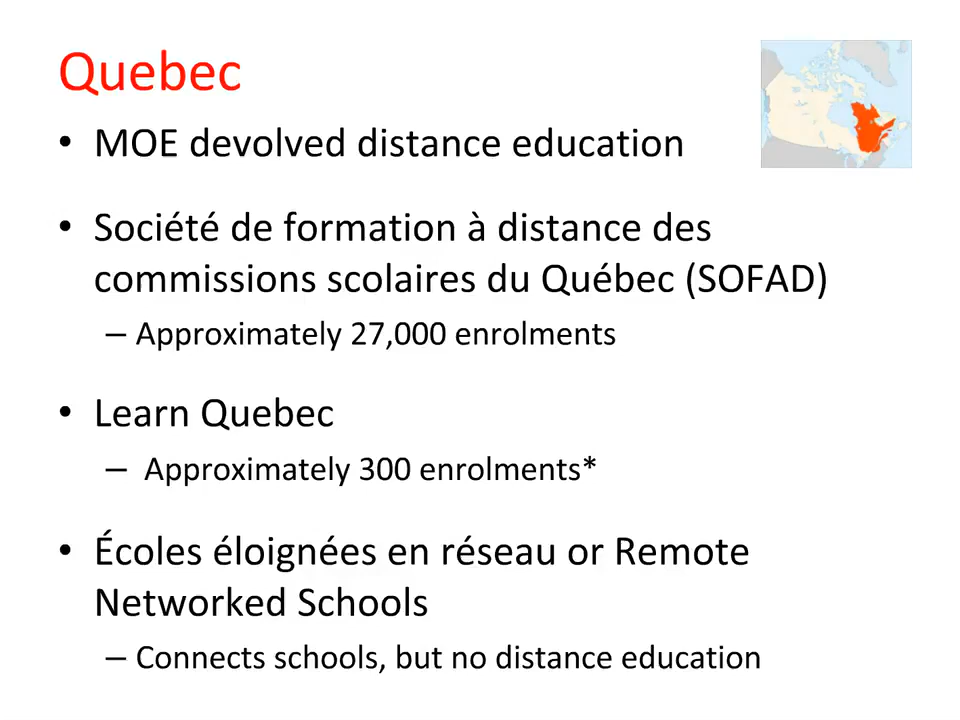 Quebec
• MOE devolved distance education
• Société de formation à distance des
commissions scolaires du Québec (SOFAD)
– Approximately 27,000 enrolments
• Learn Quebec
– Approximately 300 enrolments*
• Écoles éloignées en réseau or Remote
Networked Schools
– Connects schools, but no distance education